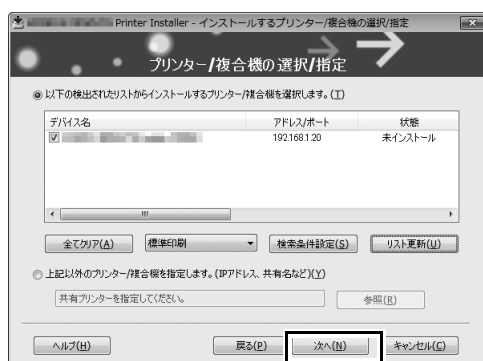 Printer Installer - インストールするプリンター/複合機の選択/指定
プリンター/複合機の選択/指定
以下の検出されたリストからインストールするプリンター/複合機を選択します。(I)
デバイス名 アドレス/ポート 状態
192.168.1.20 未インストール
全てクリア(A) 標準印刷 検索条件設定(S) リスト更新(U)
上記以外のプリンター/複合機を指定します。(IPアドレス、共有名など)(Y)
共有プリンターを指定してください。 参照(R)
ヘルプ(H) 戻る(P) 次へ(N) キャンセル(C)